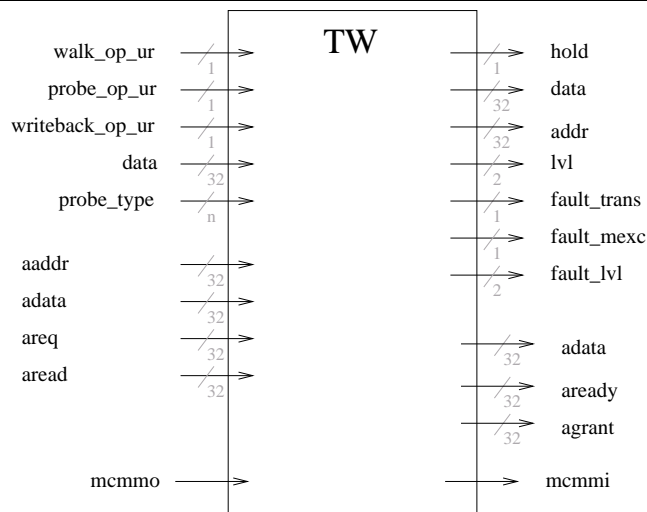 TW
walk_op_ur
1
probe_op_ur
1
writeback_op_ur
1
data
32
probe_type
n
aaddr
32
adata
32
areq
32
aread
32
mcmmo
hold
1
data
32
addr
32
lvl
2
fault_trans
1
fault_mexc
1
fault_lvl
2
adata
32
aready
32
agrant
32
mcmmi